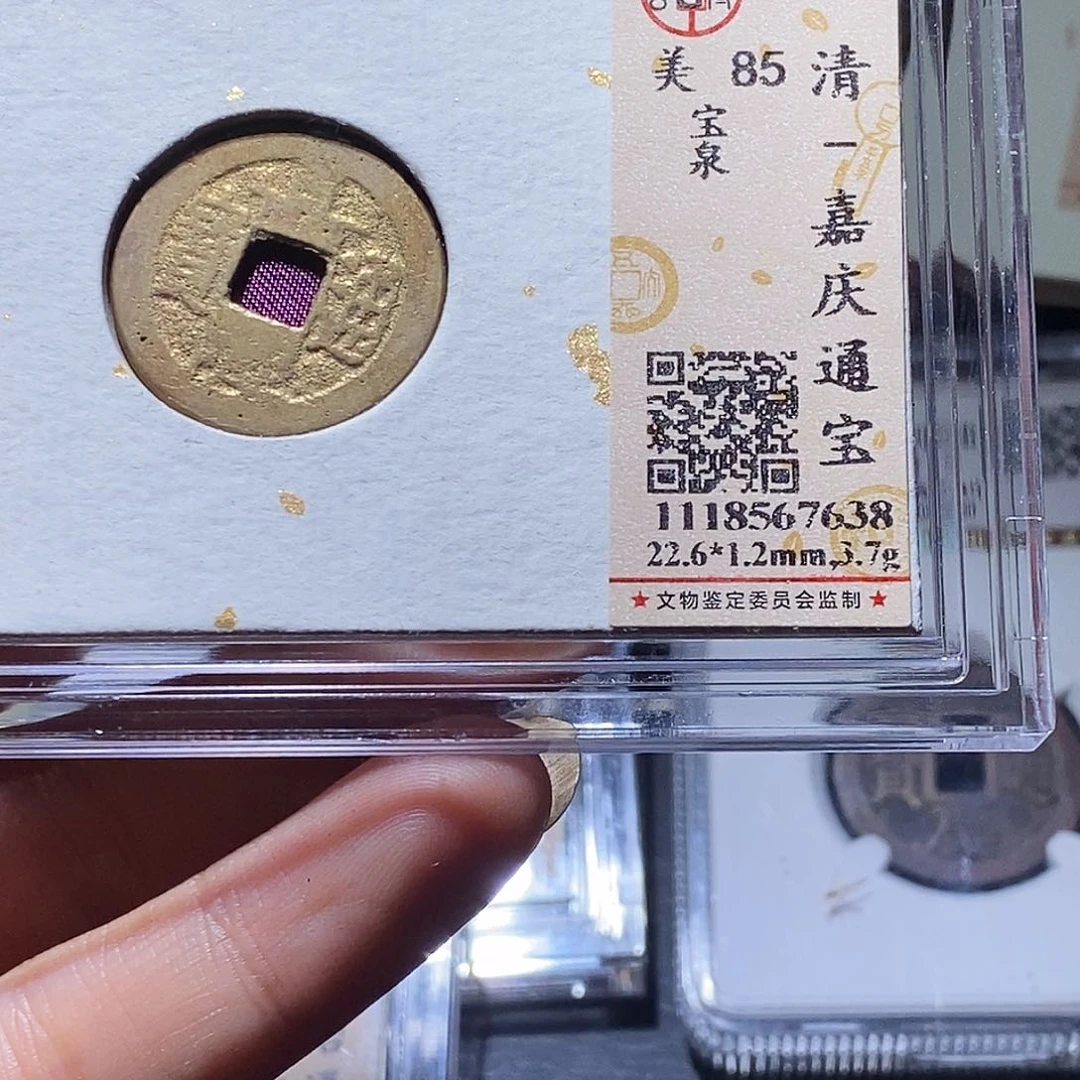 清一嘉庆通宝
美 85
宝泉
1118567638
22.6*1.2mm,3.7g
★文物鉴定委员会监制★